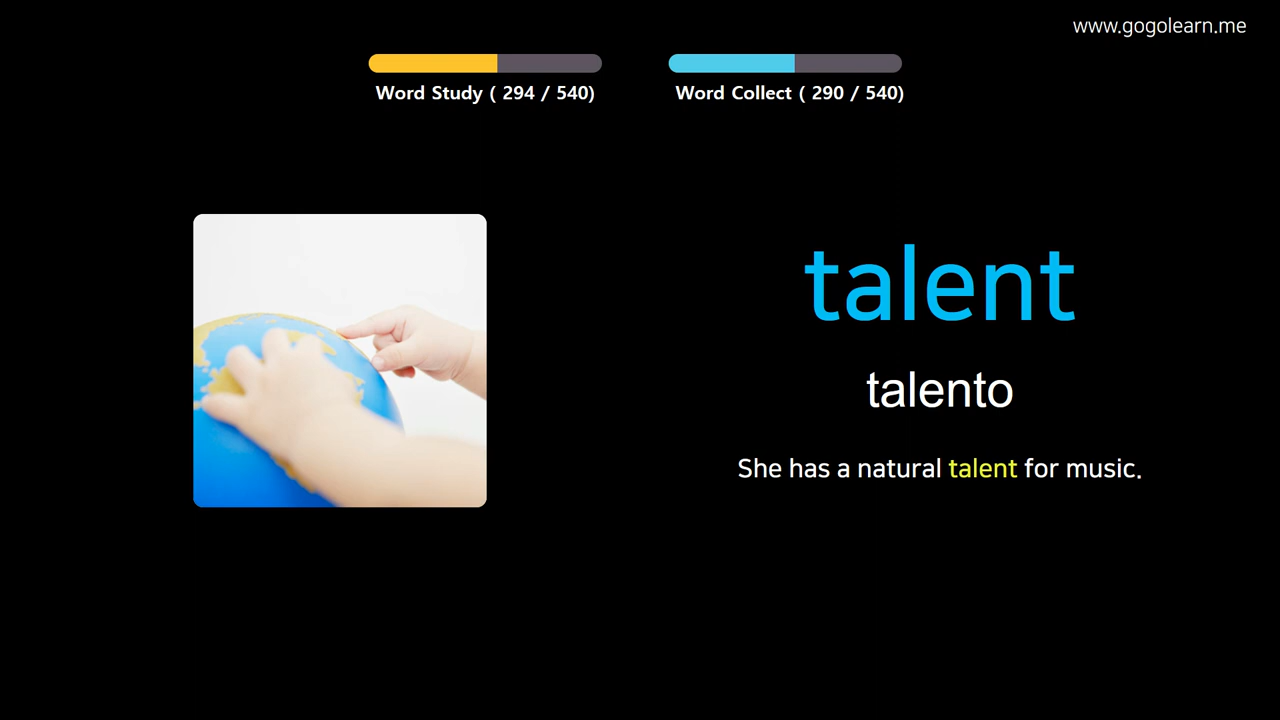 www.gogolearn.me
Word Study ( 294 / 540)
Word Collect ( 290 / 540)
talent
talento
She has a natural talent for music.